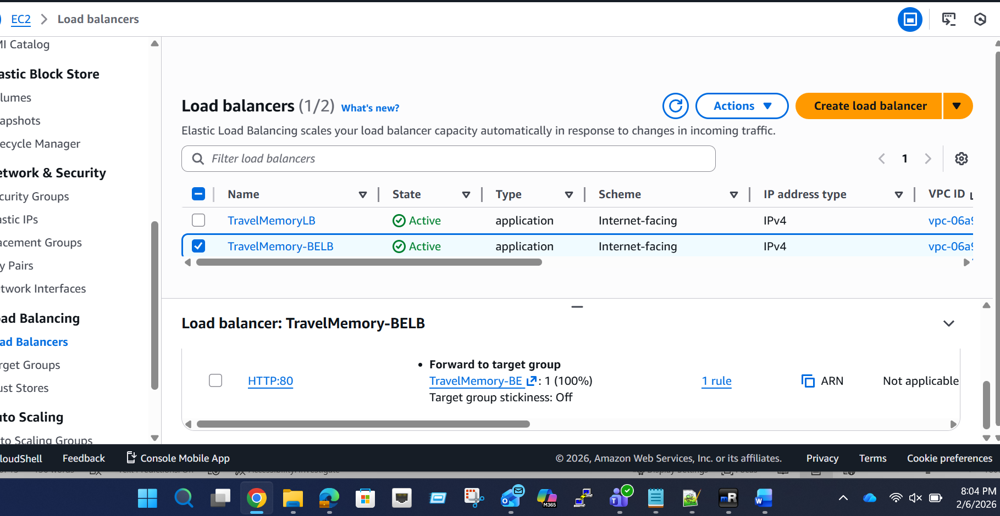 EC2 > Load balancers
MI Catalog
astic Block Store
lumes
apshots
ecycle Manager
etwork & Security
curity Groups
astic IPs
acement Groups
y Pairs
etwork Interfaces
ad Balancing
ad Balancers
rget Groups
ust Stores
uto Scaling
to Scaling Groups
Load balancers (1/2) What's new?
Actions
Create load balancer
Elastic Load Balancing scales your load balancer capacity automatically in response to changes in incoming traffic.
Filter load balancers
1
Name State Type Scheme IP address type VPC ID
TravelMemoryLB Active application Internet-facing IPv4 vpc-06a9
TravelMemory-BELB Active application Internet-facing IPv4 vpc-06a9
Load balancer: TravelMemory-BELB
• Forward to target group
HTTP:80 TravelMemory-BE : 1 (100%) 1 rule ARN Not applicable
Target group stickiness: Off
loudShell Feedback Console Mobile App © 2026, Amazon Web Services, Inc. or its affiliates. Privacy Terms Cookie preferences
M365
8:04 PM
2/6/2026